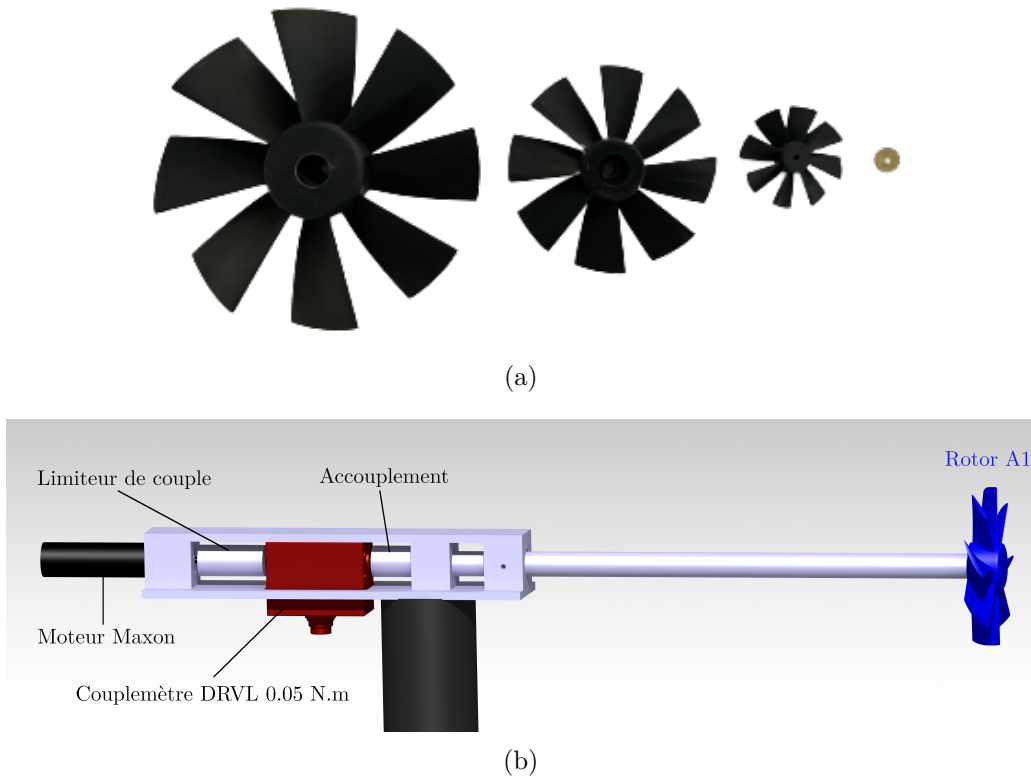 (a)
Limiteur de couple
Accouplement
Rotor A1
Moteur Maxon
Couplemètre DRVL 0.05 N.m
(b)